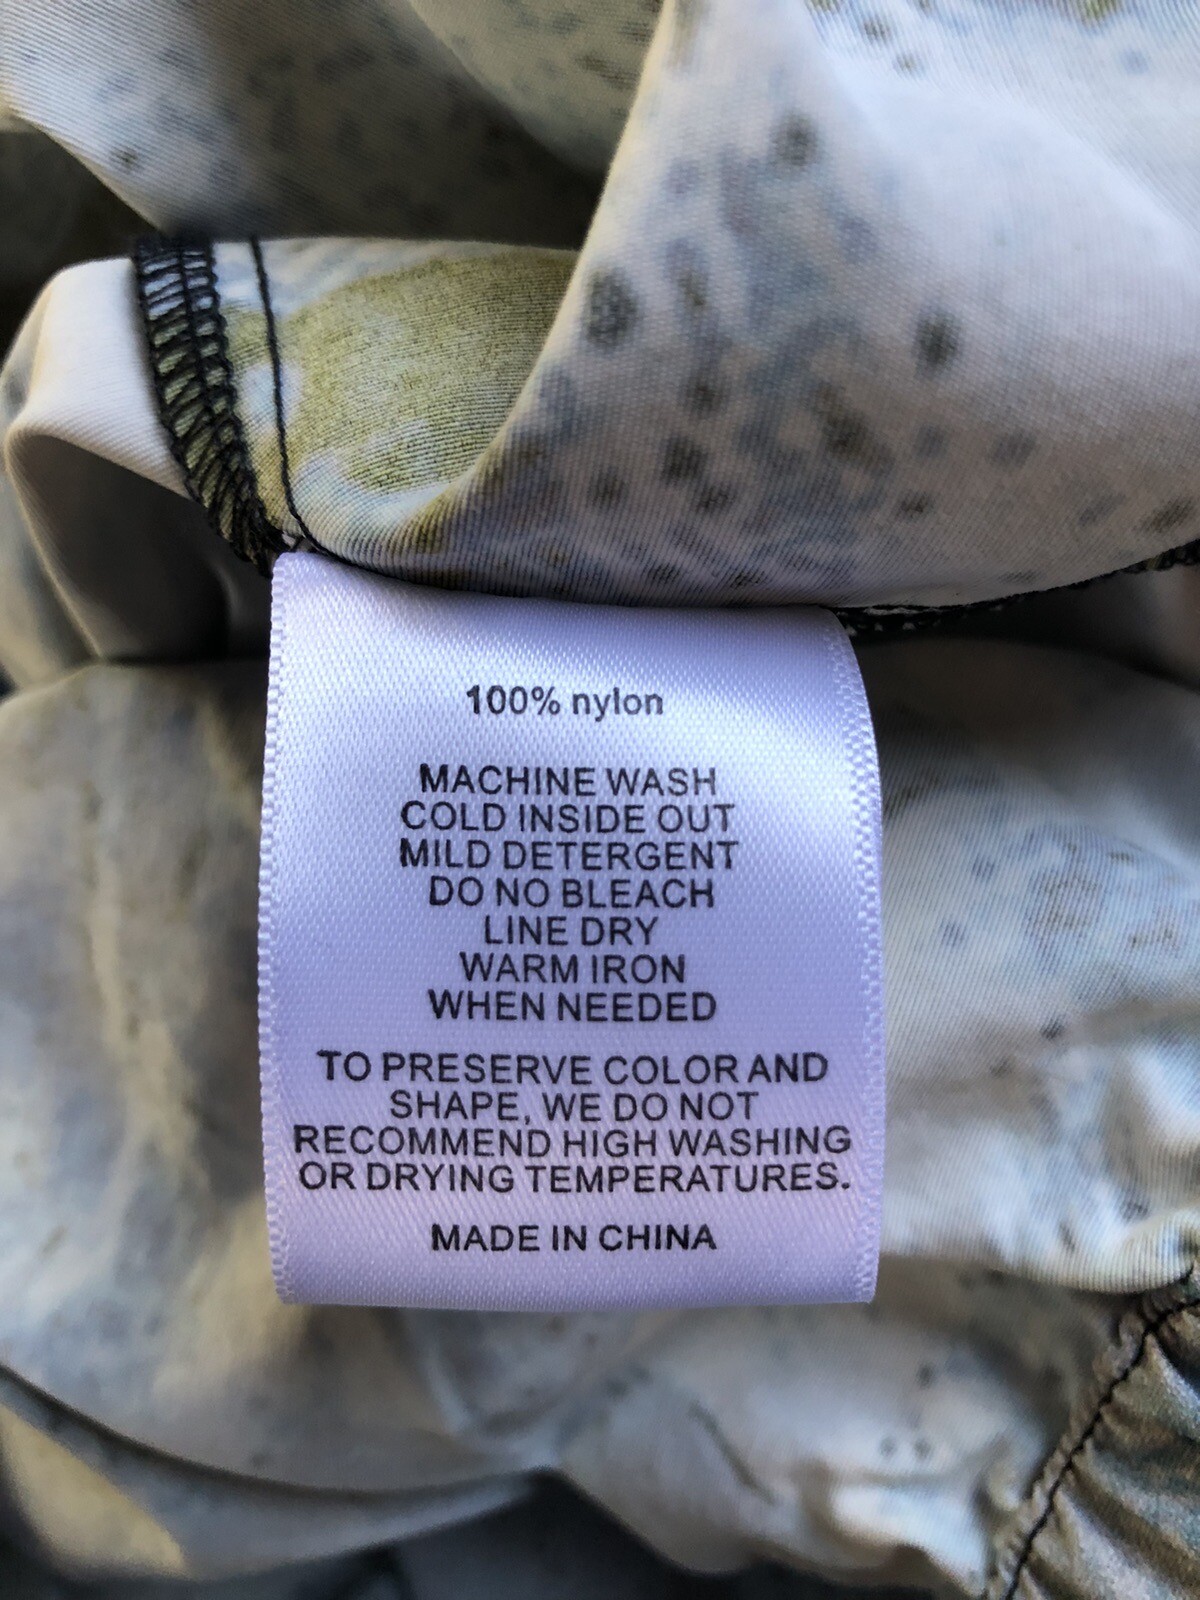 100% nylon
MACHINE WASH
COLD INSIDE OUT
MILD DETERGENT
DO NO BLEACH
LINE DRY
WARM IRON
WHEN NEEDED
TO PRESERVE COLOR AND
SHAPE, WE DO NOT
RECOMMEND HIGH WASHING
OR DRYING TEMPERATURES.
MADE IN CHINA